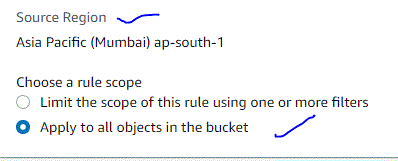 Source Region
Asia Pacific (Mumbai) ap-south-1
Choose a rule scope
Limit the scope of this rule using one or more filters
Apply to all objects in the bucket